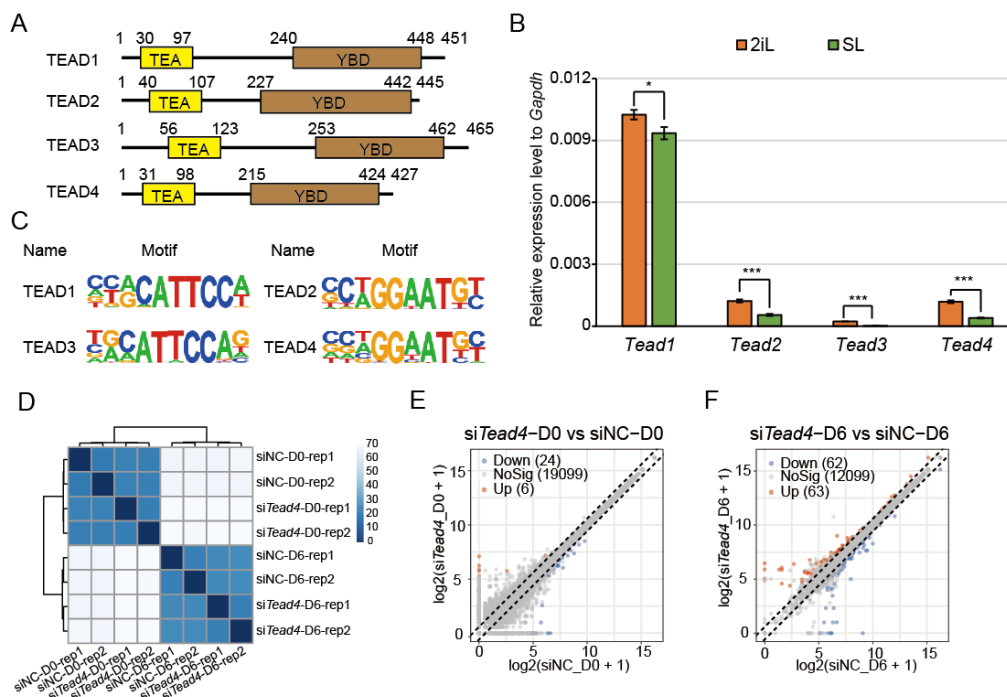 A
1 30 97 240 448 451
TEAD1
TEA YBD
1 40 107 227 442 445
TEAD2
TEA YBD
1 56 123 253 462 465
TEAD3
TEA YBD
1 31 98 215 424 427
TEAD4
TEA YBD
B
2iL SL
Relative expression level to Gapdh
0.012
0.009
0.006
0.003
0
* *** *** ***
Tead1 Tead2 Tead3 Tead4
C
Name Motif Name Motif
TEAD1 TEAD2
TEAD3 TEAD4
D
70
60
50
40
30
20
10
0
siNC-D0-rep1
siNC-D0-rep2
siTead4-D0-rep1
siTead4-D0-rep2
siNC-D6-rep1
siNC-D6-rep2
siTead4-D6-rep1
siTead4-D6-rep2
siNC-D0-rep1
siNC-D0-rep2
siTead4-D0-rep1
siTead4-D0-rep2
siNC-D6-rep1
siNC-D6-rep2
siTead4-D6-rep1
siTead4-D6-rep2
E
siTead4-D0 vs siNC-D0
Down (24)
NoSig (19099)
Up (6)
log2(siTead4_D0 + 1)
15
10
5
0
0 5 10 15
log2(siNC_D0 + 1)
F
siTead4-D6 vs siNC-D6
Down (62)
NoSig (12099)
Up (63)
log2(siTead4_D6 + 1)
15
10
5
0
0 5 10 15
log2(siNC_D6 + 1)